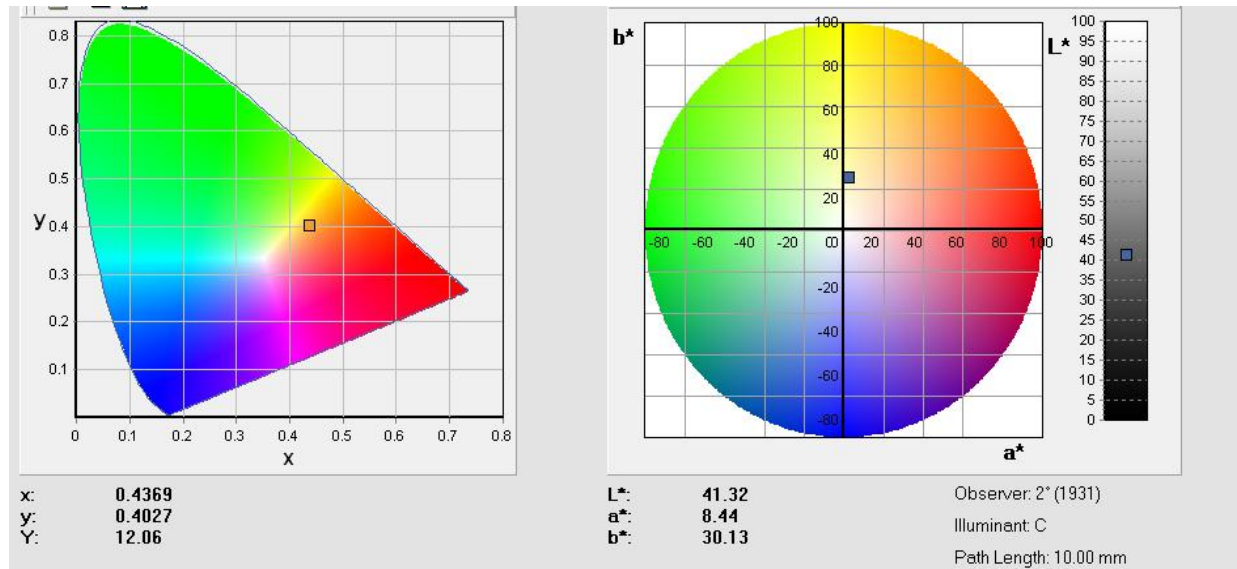 0.8
0.7
0.6
0.5
y 0.4
0.3
0.2
0.1
0 0.1 0.2 0.3 0.4 0.5 0.6 0.7 0.8
x
x: 0.4369
y: 0.4027
Y: 12.06
b*
100
80
60
40
20
-80 -60 -40 -20 00 20 40 60 80 100
-20
-40
-60
-80
a*
L*
100
95
90
85
80
75
70
65
60
55
50
45
40
35
30
25
20
15
10
5
0
L*: 41.32
a*: 8.44
b*: 30.13
Observer: 2° (1931)
Illuminant: C
Path Length: 10.00 mm